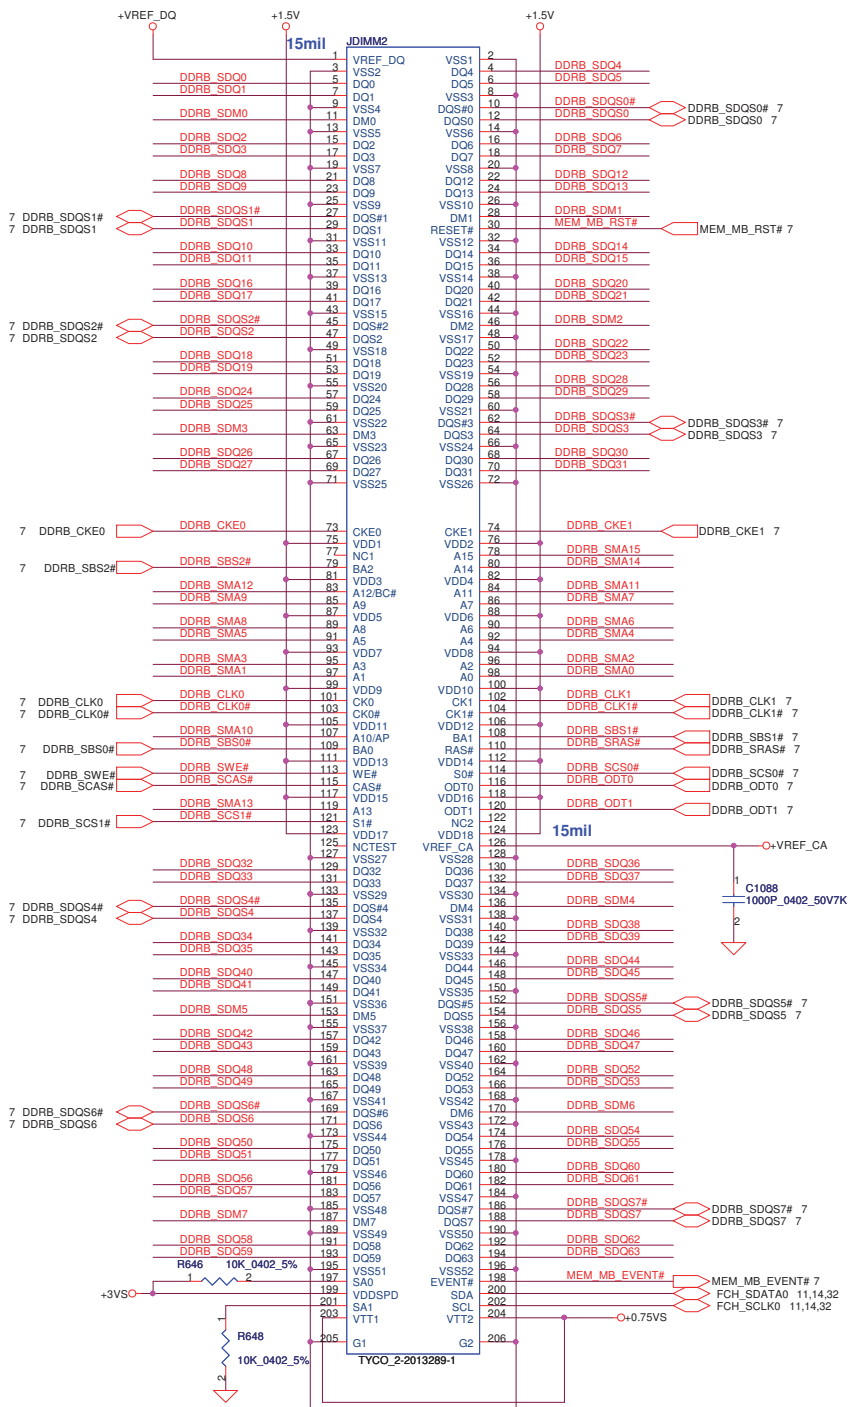 +VREF_DQ +1.5V +1.5V
15mil JDIMM2
1 VREF_DQ VSS1 2
3 VSS2 DQ4 4 DDRB_SDQ4
DDRB_SDQ0 5 DQ0 DQ5 6 DDRB_SDQ5
DDRB_SDQ1 7 DQ1 VSS3 8
9 VSS4 DQS#0 10 DDRB_SDQS0# DDRB_SDQS0# 7
DDRB_SDM0 11 DM0 DQS0 12 DDRB_SDQS0 DDRB_SDQS0 7
13 VSS5 VSS6 14
DDRB_SDQ2 15 DQ2 DQ6 16 DDRB_SDQ6
DDRB_SDQ3 17 DQ3 DQ7 18 DDRB_SDQ7
19 VSS7 VSS8 20
DDRB_SDQ8 21 DQ8 DQ12 22 DDRB_SDQ12
DDRB_SDQ9 23 DQ9 DQ13 24 DDRB_SDQ13
25 VSS9 VSS10 26
7 DDRB_SDQS1# DDRB_SDQS1# 27 DQS#1 DM1 28 DDRB_SDM1
7 DDRB_SDQS1 DDRB_SDQS1 29 DQS1 RESET# 30 MEM_MB_RST# MEM_MB_RST# 7
31 VSS11 VSS12 32
DDRB_SDQ10 33 DQ10 DQ14 34 DDRB_SDQ14
DDRB_SDQ11 35 DQ11 DQ15 36 DDRB_SDQ15
37 VSS13 VSS14 38
DDRB_SDQ16 39 DQ16 DQ20 40 DDRB_SDQ20
DDRB_SDQ17 41 DQ17 DQ21 42 DDRB_SDQ21
43 VSS15 VSS16 44
7 DDRB_SDQS2# DDRB_SDQS2# 45 DQS#2 DM2 46 DDRB_SDM2
7 DDRB_SDQS2 DDRB_SDQS2 47 DQS2 VSS17 48
49 VSS18 DQ22 50 DDRB_SDQ22
DDRB_SDQ18 51 DQ18 DQ23 52 DDRB_SDQ23
DDRB_SDQ19 53 DQ19 VSS19 54
55 VSS20 DQ28 56 DDRB_SDQ28
DDRB_SDQ24 57 DQ24 DQ29 58 DDRB_SDQ29
DDRB_SDQ25 59 DQ25 VSS21 60
61 VSS22 DQS#3 62 DDRB_SDQS3# DDRB_SDQS3# 7
DDRB_SDM3 63 DM3 DQS3 64 DDRB_SDQS3 DDRB_SDQS3 7
65 VSS23 VSS24 66
DDRB_SDQ26 67 DQ26 DQ30 68 DDRB_SDQ30
DDRB_SDQ27 69 DQ27 DQ31 70 DDRB_SDQ31
71 VSS25 VSS26 72
7 DDRB_CKE0 DDRB_CKE0 73 CKE0 CKE1 74 DDRB_CKE1 DDRB_CKE1 7
75 VDD1 VDD2 76
77 NC1 A15 78 DDRB_SMA15
7 DDRB_SBS2# DDRB_SBS2# 79 BA2 A14 80 DDRB_SMA14
81 VDD3 VDD4 82
DDRB_SMA12 83 A12/BC# A11 84 DDRB_SMA11
DDRB_SMA9 85 A9 A7 86 DDRB_SMA7
87 VDD5 VDD6 88
DDRB_SMA8 89 A8 A6 90 DDRB_SMA6
DDRB_SMA5 91 A5 A4 92 DDRB_SMA4
93 VDD7 VDD8 94
DDRB_SMA3 95 A3 A2 96 DDRB_SMA2
DDRB_SMA1 97 A1 A0 98 DDRB_SMA0
99 VDD9 VDD10 100
7 DDRB_CLK0 DDRB_CLK0 101 CK0 CK1 102 DDRB_CLK1 DDRB_CLK1 7
7 DDRB_CLK0# DDRB_CLK0# 103 CK0# CK1# 104 DDRB_CLK1# DDRB_CLK1# 7
105 VDD11 VDD12 106
DDRB_SMA10 107 A10/AP BA1 108 DDRB_SBS1# DDRB_SBS1# 7
7 DDRB_SBS0# DDRB_SBS0# 109 BA0 RAS# 110 DDRB_SRAS# DDRB_SRAS# 7
111 VDD13 VDD14 112
7 DDRB_SWE# DDRB_SWE# 113 WE# S0# 114 DDRB_SCS0# DDRB_SCS0# 7
7 DDRB_SCAS# DDRB_SCAS# 115 CAS# ODT0 116 DDRB_ODT0 DDRB_ODT0 7
117 VDD15 VDD16 118
DDRB_SMA13 119 A13 ODT1 120 DDRB_ODT1 DDRB_ODT1 7
7 DDRB_SCS1# DDRB_SCS1# 121 S1# NC2 122
123 VDD17 VDD18 124 15mil
125 NCTEST VREF_CA 126 +VREF_CA
127 VSS27 VSS28 128
DDRB_SDQ32 129 DQ32 DQ36 130 DDRB_SDQ36
DDRB_SDQ33 131 DQ33 DQ37 132 DDRB_SDQ37 1
133 VSS29 VSS30 134 C1088
7 DDRB_SDQS4# DDRB_SDQS4# 135 DQS#4 DM4 136 DDRB_SDM4 1000P_0402_50V7K
7 DDRB_SDQS4 DDRB_SDQS4 137 DQS4 VSS31 138 2
139 VSS32 DQ38 140 DDRB_SDQ38
DDRB_SDQ34 141 DQ34 DQ39 142 DDRB_SDQ39
DDRB_SDQ35 143 DQ35 VSS33 144
145 VSS34 DQ44 146 DDRB_SDQ44
DDRB_SDQ40 147 DQ40 DQ45 148 DDRB_SDQ45
DDRB_SDQ41 149 DQ41 VSS35 150
151 VSS36 DQS#5 152 DDRB_SDQS5# DDRB_SDQS5# 7
DDRB_SDM5 153 DM5 DQS5 154 DDRB_SDQS5 DDRB_SDQS5 7
155 VSS37 VSS38 156
DDRB_SDQ42 157 DQ42 DQ46 158 DDRB_SDQ46
DDRB_SDQ43 159 DQ43 DQ47 160 DDRB_SDQ47
161 VSS39 VSS40 162
DDRB_SDQ48 163 DQ48 DQ52 164 DDRB_SDQ52
DDRB_SDQ49 165 DQ49 DQ53 166 DDRB_SDQ53
167 VSS41 VSS42 168
7 DDRB_SDQS6# DDRB_SDQS6# 169 DQS#6 DM6 170 DDRB_SDM6
7 DDRB_SDQS6 DDRB_SDQS6 171 DQS6 VSS43 172
173 VSS44 DQ54 174 DDRB_SDQ54
DDRB_SDQ50 175 DQ50 DQ55 176 DDRB_SDQ55
DDRB_SDQ51 177 DQ51 VSS45 178
179 VSS46 DQ60 180 DDRB_SDQ60
DDRB_SDQ56 181 DQ56 DQ61 182 DDRB_SDQ61
DDRB_SDQ57 183 DQ57 VSS47 184
185 VSS48 DQS#7 186 DDRB_SDQS7# DDRB_SDQS7# 7
DDRB_SDM7 187 DM7 DQS7 188 DDRB_SDQS7 DDRB_SDQS7 7
189 VSS49 VSS50 190
DDRB_SDQ58 191 DQ58 DQ62 192 DDRB_SDQ62
DDRB_SDQ59 193 DQ59 DQ63 194 DDRB_SDQ63
R646 10K_0402_5% 195 VSS51 VSS52 196
1 2 197 SA0 EVENT# 198 MEM_MB_EVENT# MEM_MB_EVENT# 7
+3VS 199 VDDSPD SDA 200 FCH_SDATA0 11,14,32
201 SA1 SCL 202 FCH_SCLK0 11,14,32
1 203 VTT1 VTT2 204 +0.75VS
R648 205 G1 G2 206
10K_0402_5% TYCO_2-2013289-1
2